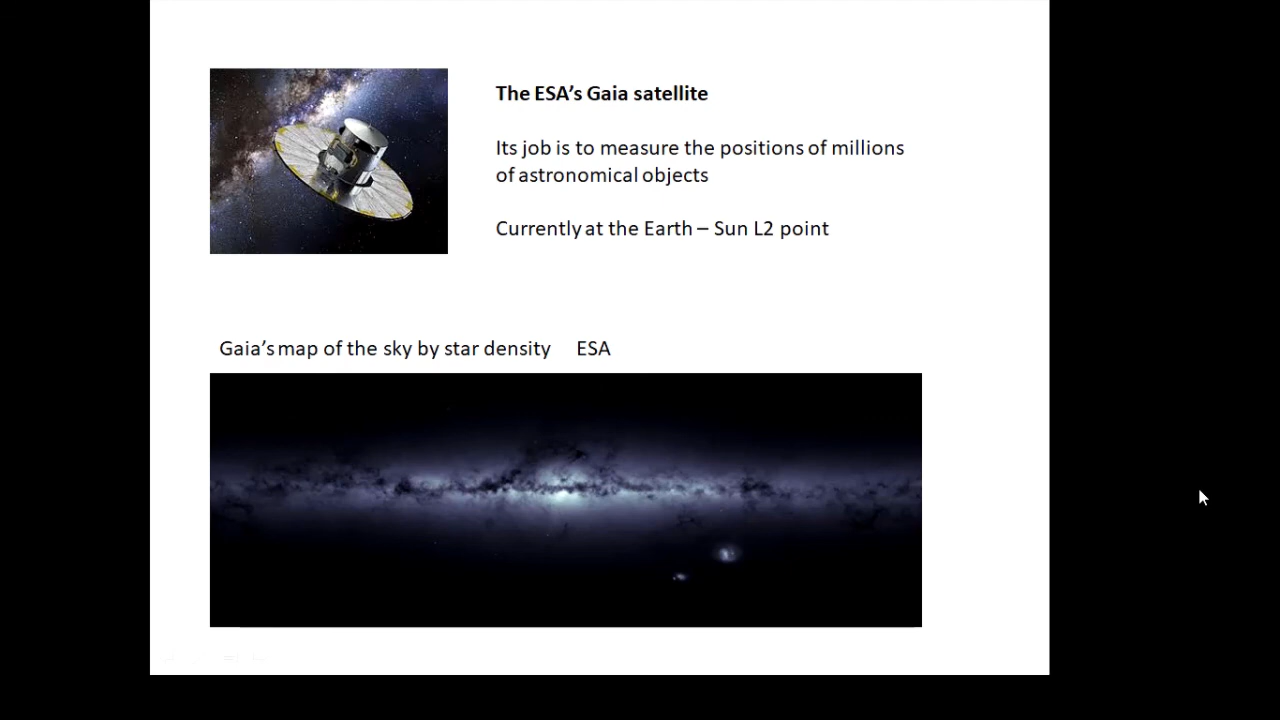 The ESA's Gaia satellite
Its job is to measure the positions of millions
of astronomical objects
Currently at the Earth – Sun L2 point
Gaia's map of the sky by star density ESA